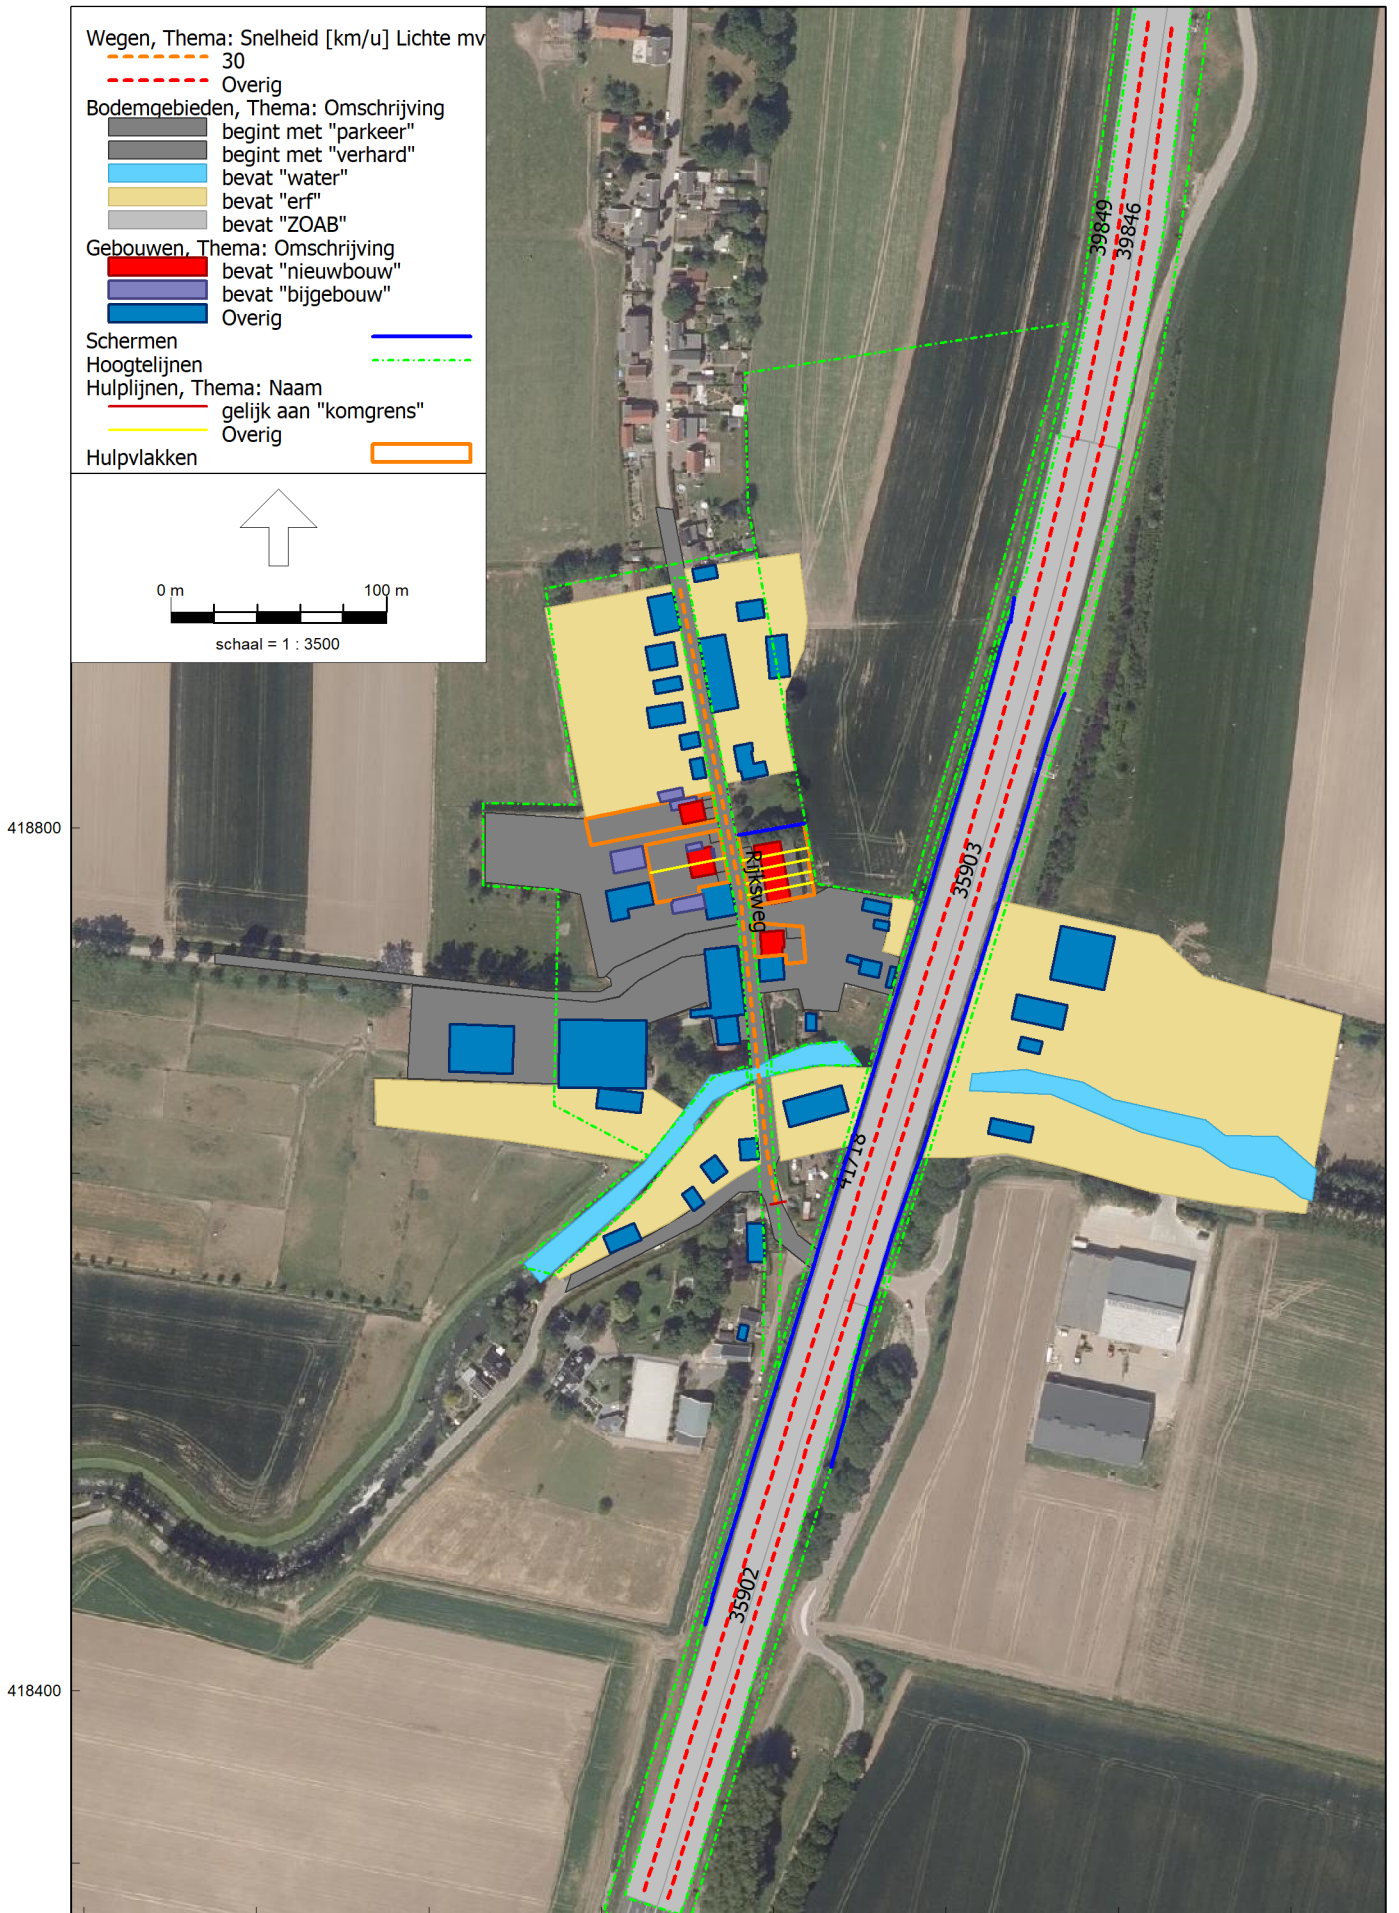 Wegen, Thema: Snelheid [km/u] Lichte mv
30
Overig
Bodemgebieden, Thema: Omschrijving
begint met "parkeer"
begint met "verhard"
bevat "water"
bevat "erf"
bevat "ZOAB"
Gebouwen, Thema: Omschrijving
bevat "nieuwbouw"
bevat "bijgebouw"
Overig
Schermen
Hoogtelijnen
Hulplijnen, Thema: Naam
gelijk aan "komgrens"
Overig
Hulpvlakken
0 m
100 m
schaal = 1 : 3500
39849
39846
418800
35903
Rijksweg
41718
35902
418400